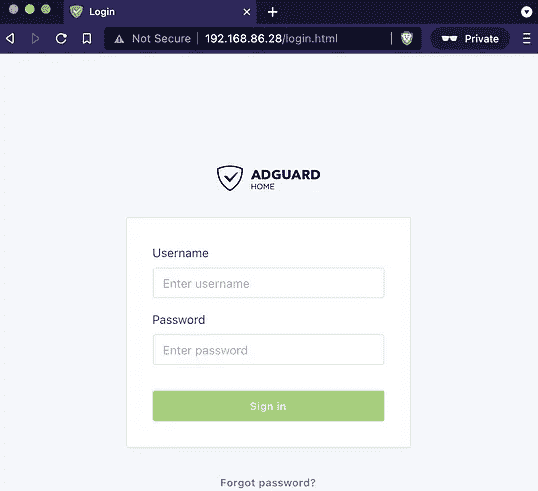 Login
Not Secure 192.168.86.28/login.html Private
ADGUARD
HOME
Username
Enter username
Password
Enter password
Sign in
Forgot password?